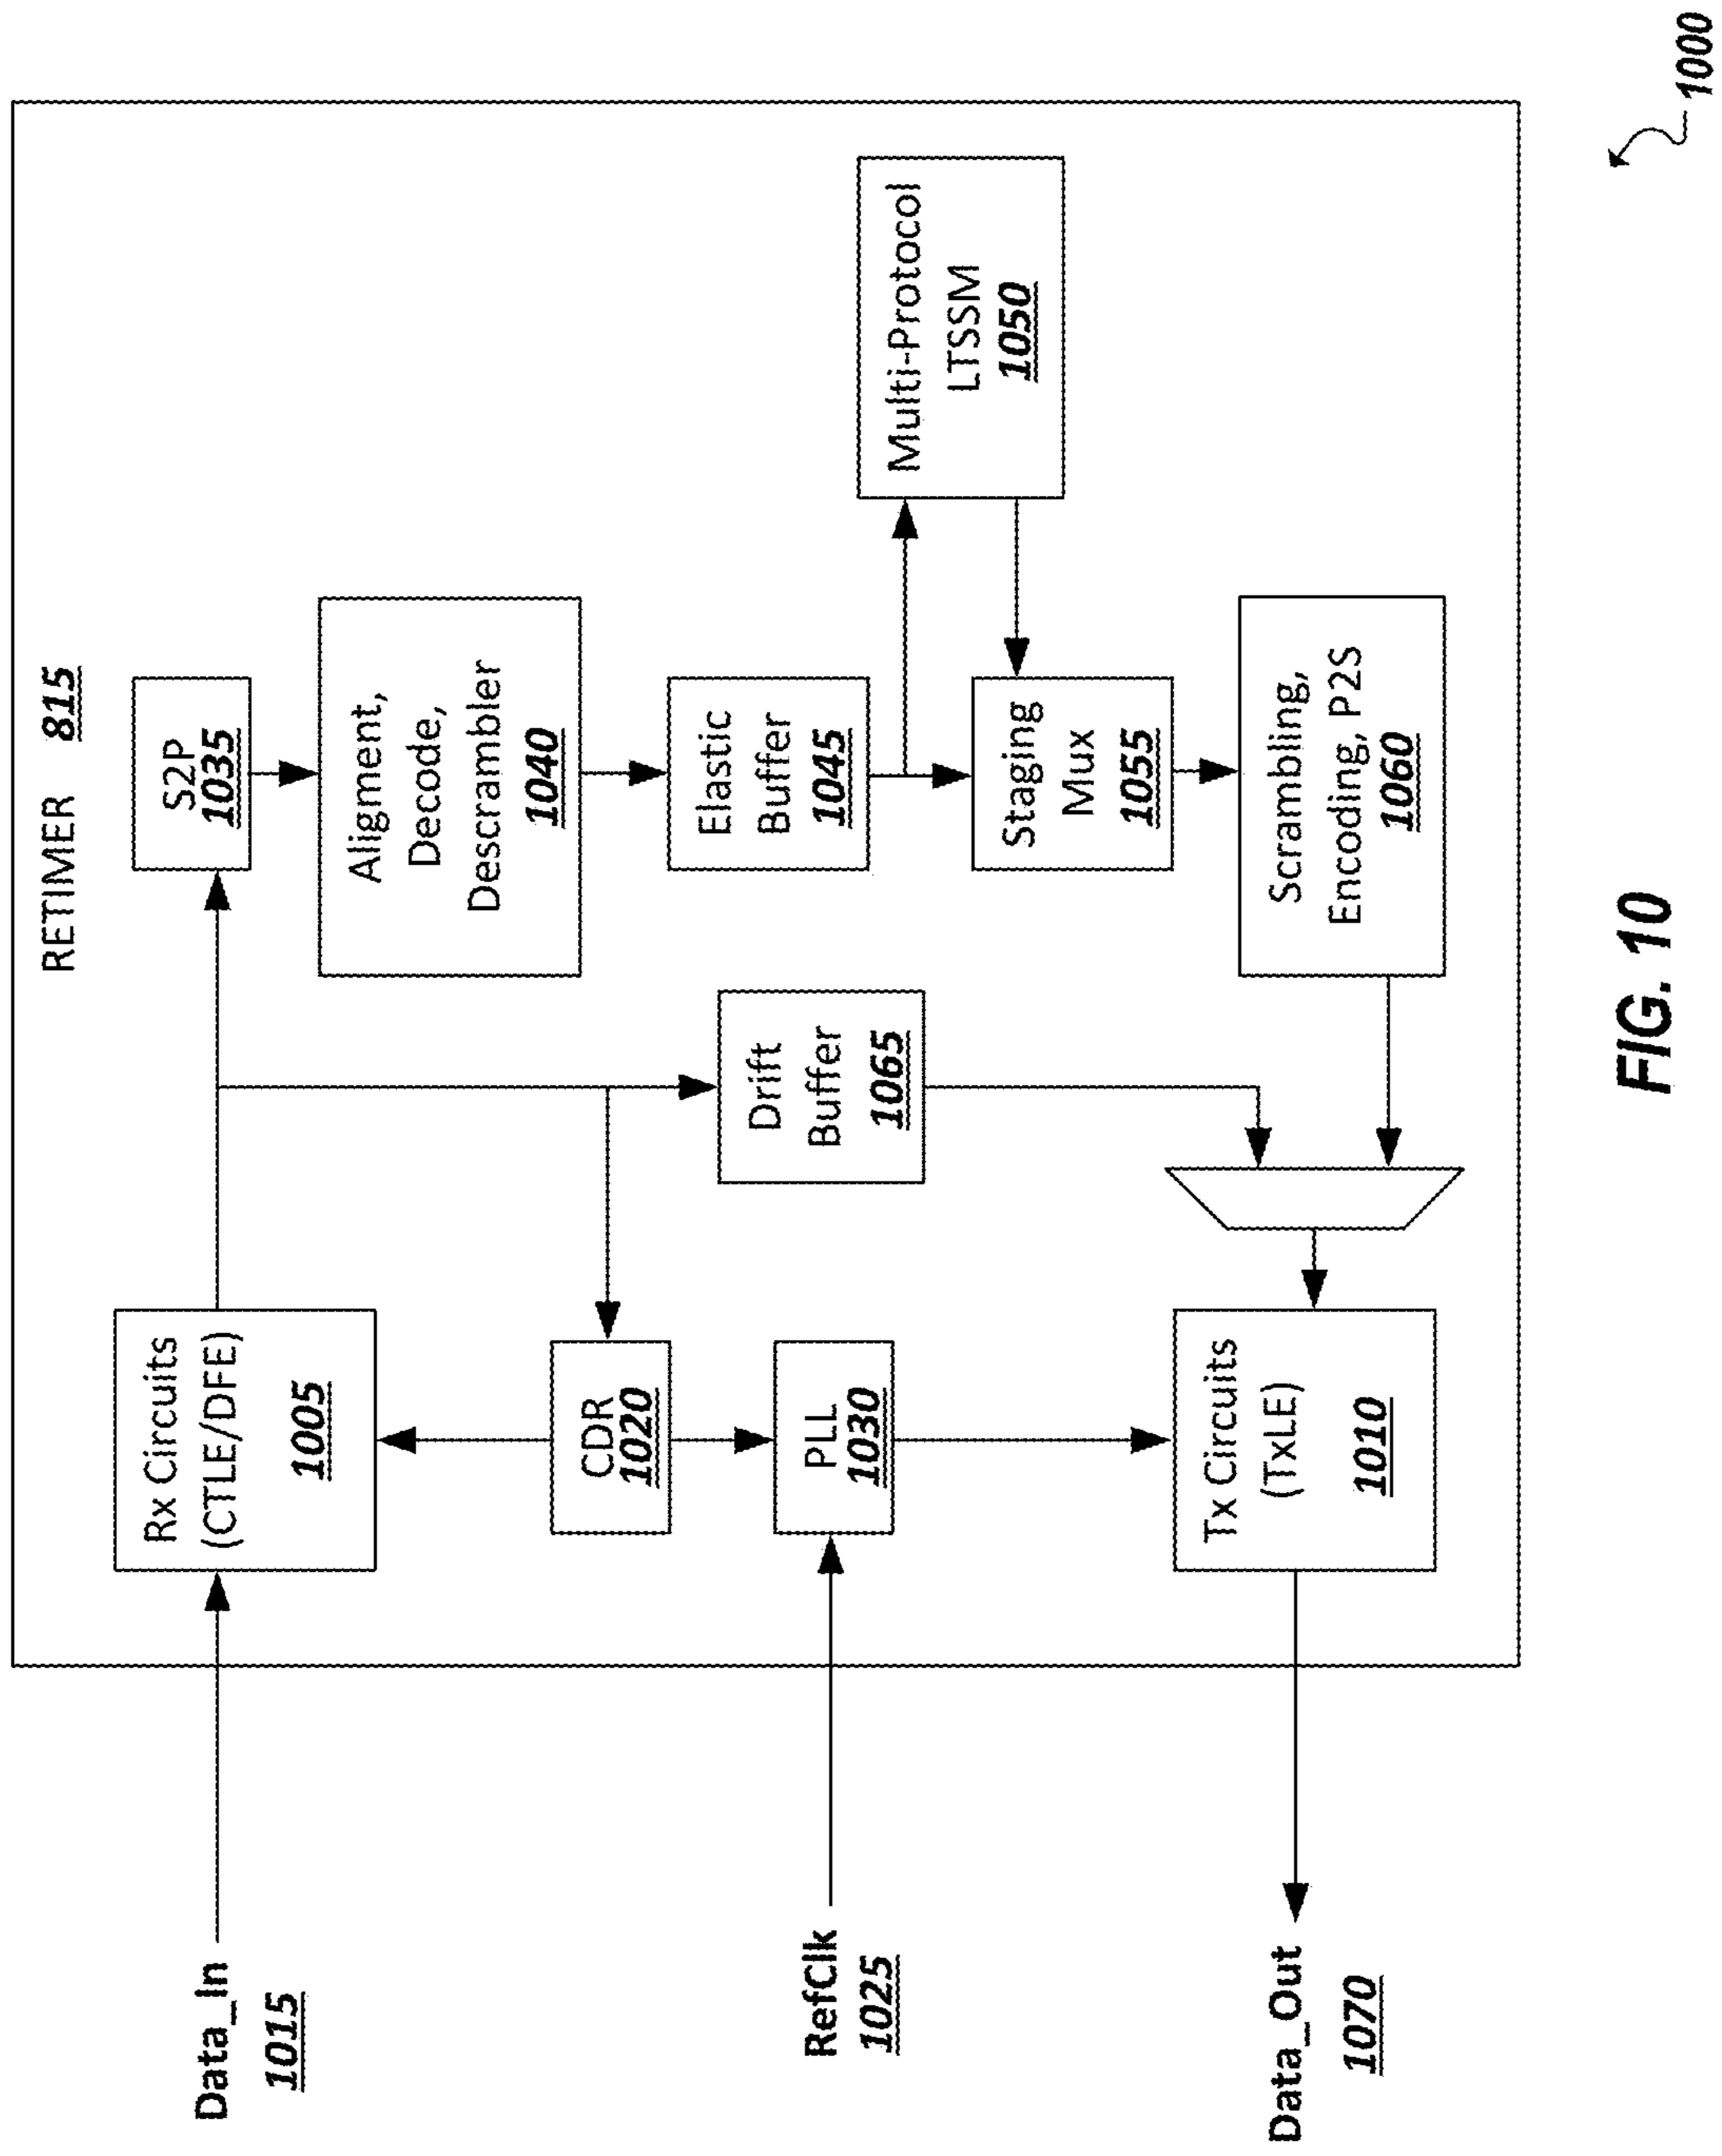 RETIMER 815
Data_In
1015
Rx Circuits
(CTLE/DFE)
1005
S2P
1035
Aligment,
Decode,
Descrambler
1040
CDR
1020
Drift
Buffer
1065
Elastic
Buffer
1045
Multi-Protocol
LTSSM
1050
RefClk
1025
PLL
1030
Staging
Mux
1055
Data_Out
1070
Tx Circuits
(TxLE)
1010
Scrambling,
Encoding, P2S
1060
1000
FIG. 10